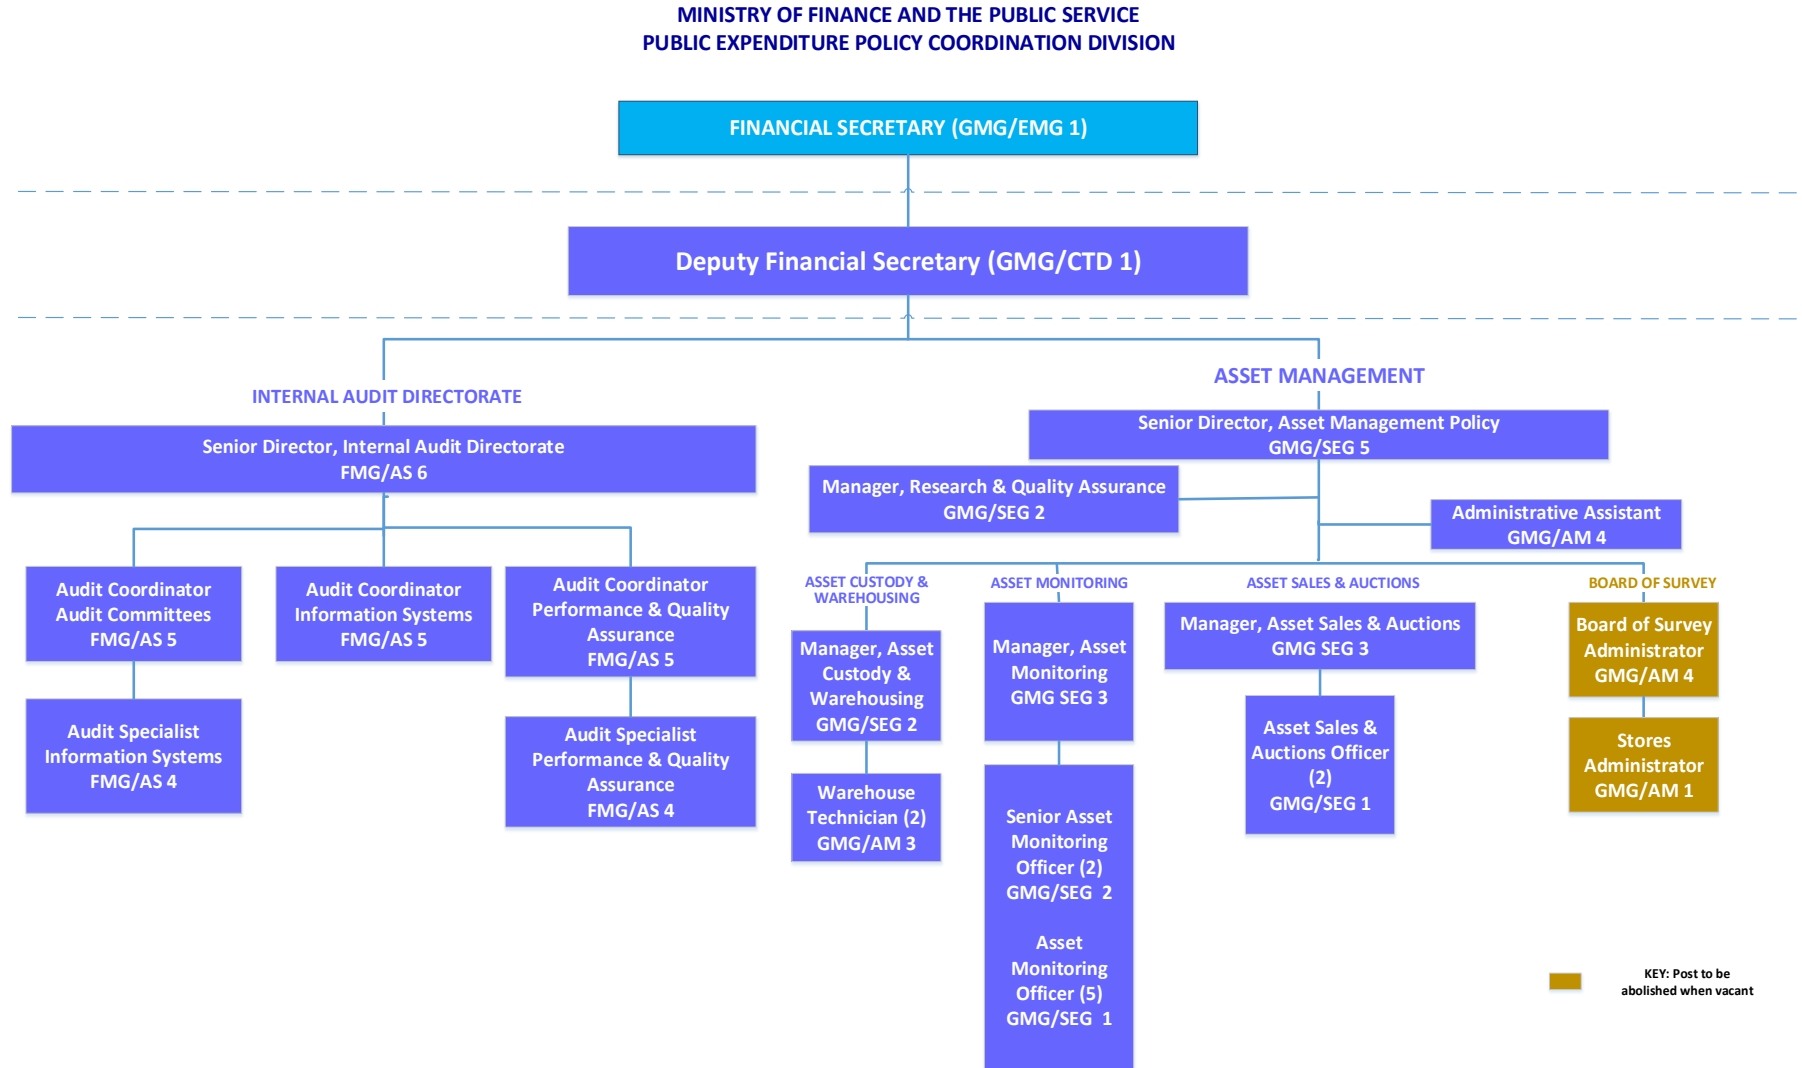 MINISTRY OF FINANCE AND THE PUBLIC SERVICE
PUBLIC EXPENDITURE POLICY COORDINATION DIVISION
FINANCIAL SECRETARY (GMG/EMG 1)
Deputy Financial Secretary (GMG/CTD 1)
INTERNAL AUDIT DIRECTORATE
Senior Director, Internal Audit Directorate
FMG/AS 6
Audit Coordinator
Audit Committees
FMG/AS 5
Audit Coordinator
Information Systems
FMG/AS 5
Audit Coordinator
Performance & Quality
Assurance
FMG/AS 5
Audit Specialist
Information Systems
FMG/AS 4
Audit Specialist
Performance & Quality
Assurance
FMG/AS 4
ASSET MANAGEMENT
Senior Director, Asset Management Policy
GMG/SEG 5
Manager, Research & Quality Assurance
GMG/SEG 2
Administrative Assistant
GMG/AM 4
ASSET CUSTODY &
WAREHOUSING
Manager, Asset
Custody &
Warehousing
GMG/SEG 2
Warehouse
Technician (2)
GMG/AM 3
ASSET MONITORING
Manager, Asset
Monitoring
GMG SEG 3
Senior Asset
Monitoring
Officer (2)
GMG/SEG  2
Asset
Monitoring
Officer (5)
GMG/SEG  1
ASSET SALES & AUCTIONS
Manager, Asset Sales & Auctions
GMG SEG 3
Asset Sales &
Auctions Officer
(2)
GMG/SEG 1
BOARD OF SURVEY
Board of Survey
Administrator
GMG/AM 4
Stores
Administrator
GMG/AM 1
KEY: Post to be
abolished when vacant